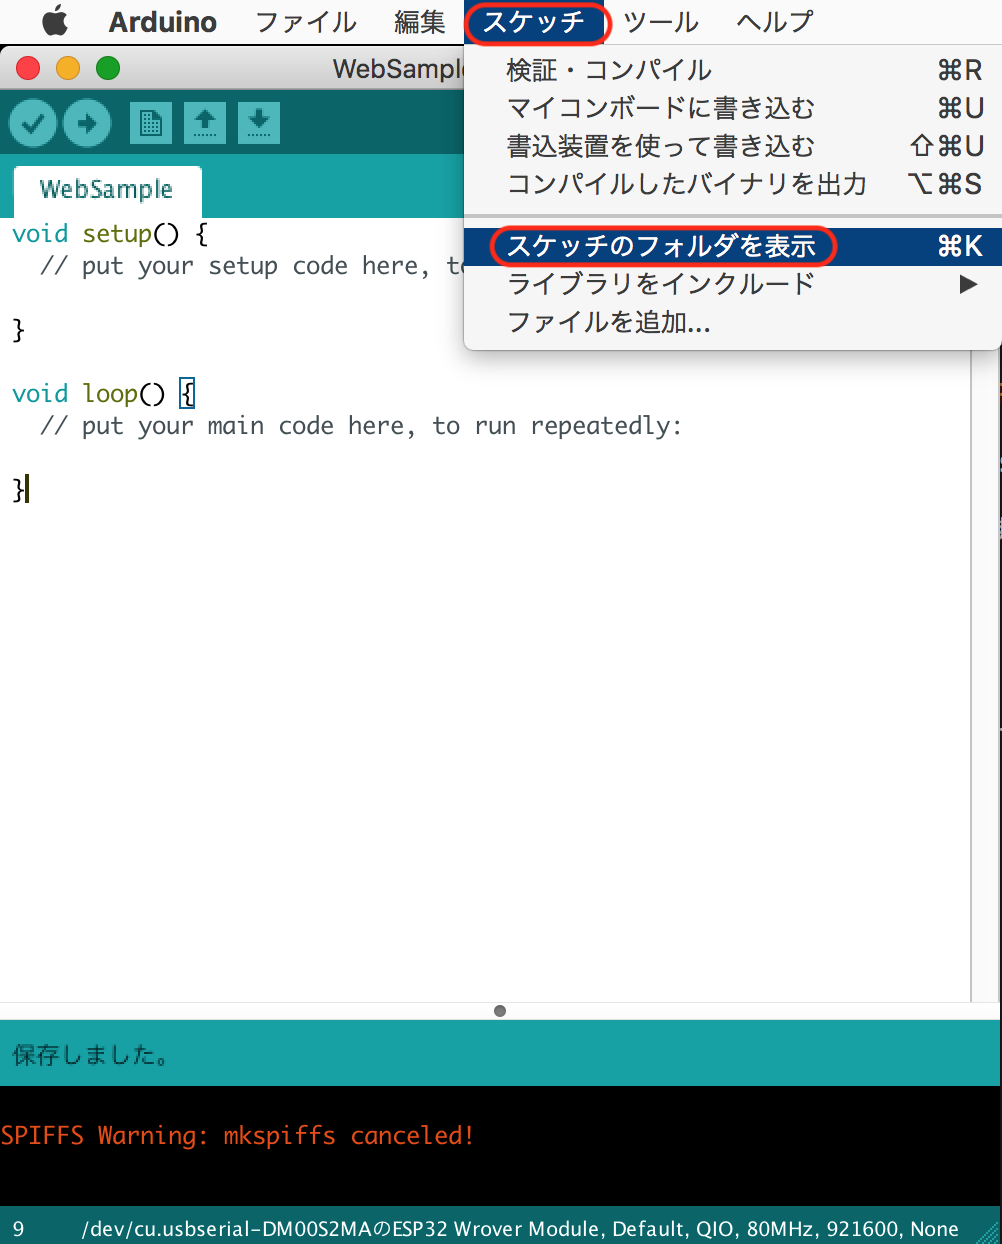 Arduino ファイル 編集 スケッチ ツール ヘルプ
WebSample
検証・コンパイル ⌘R
マイコンボードに書き込む ⌘U
書込装置を使って書き込む ⇧⌘U
コンパイルしたバイナリを出力 ⌥⌘S
スケッチのフォルダを表示 ⌘K
ライブラリをインクルード ▶
ファイルを追加...
WebSample
void setup() {
// put your setup code here, to
}
void loop() {
// put your main code here, to run repeatedly:
}
保存しました。
SPIFFS Warning: mkspiffs canceled!
9 /dev/cu.usbserial-DM00S2MAのESP32 Wrover Module, Default, QIO, 80MHz, 921600, None